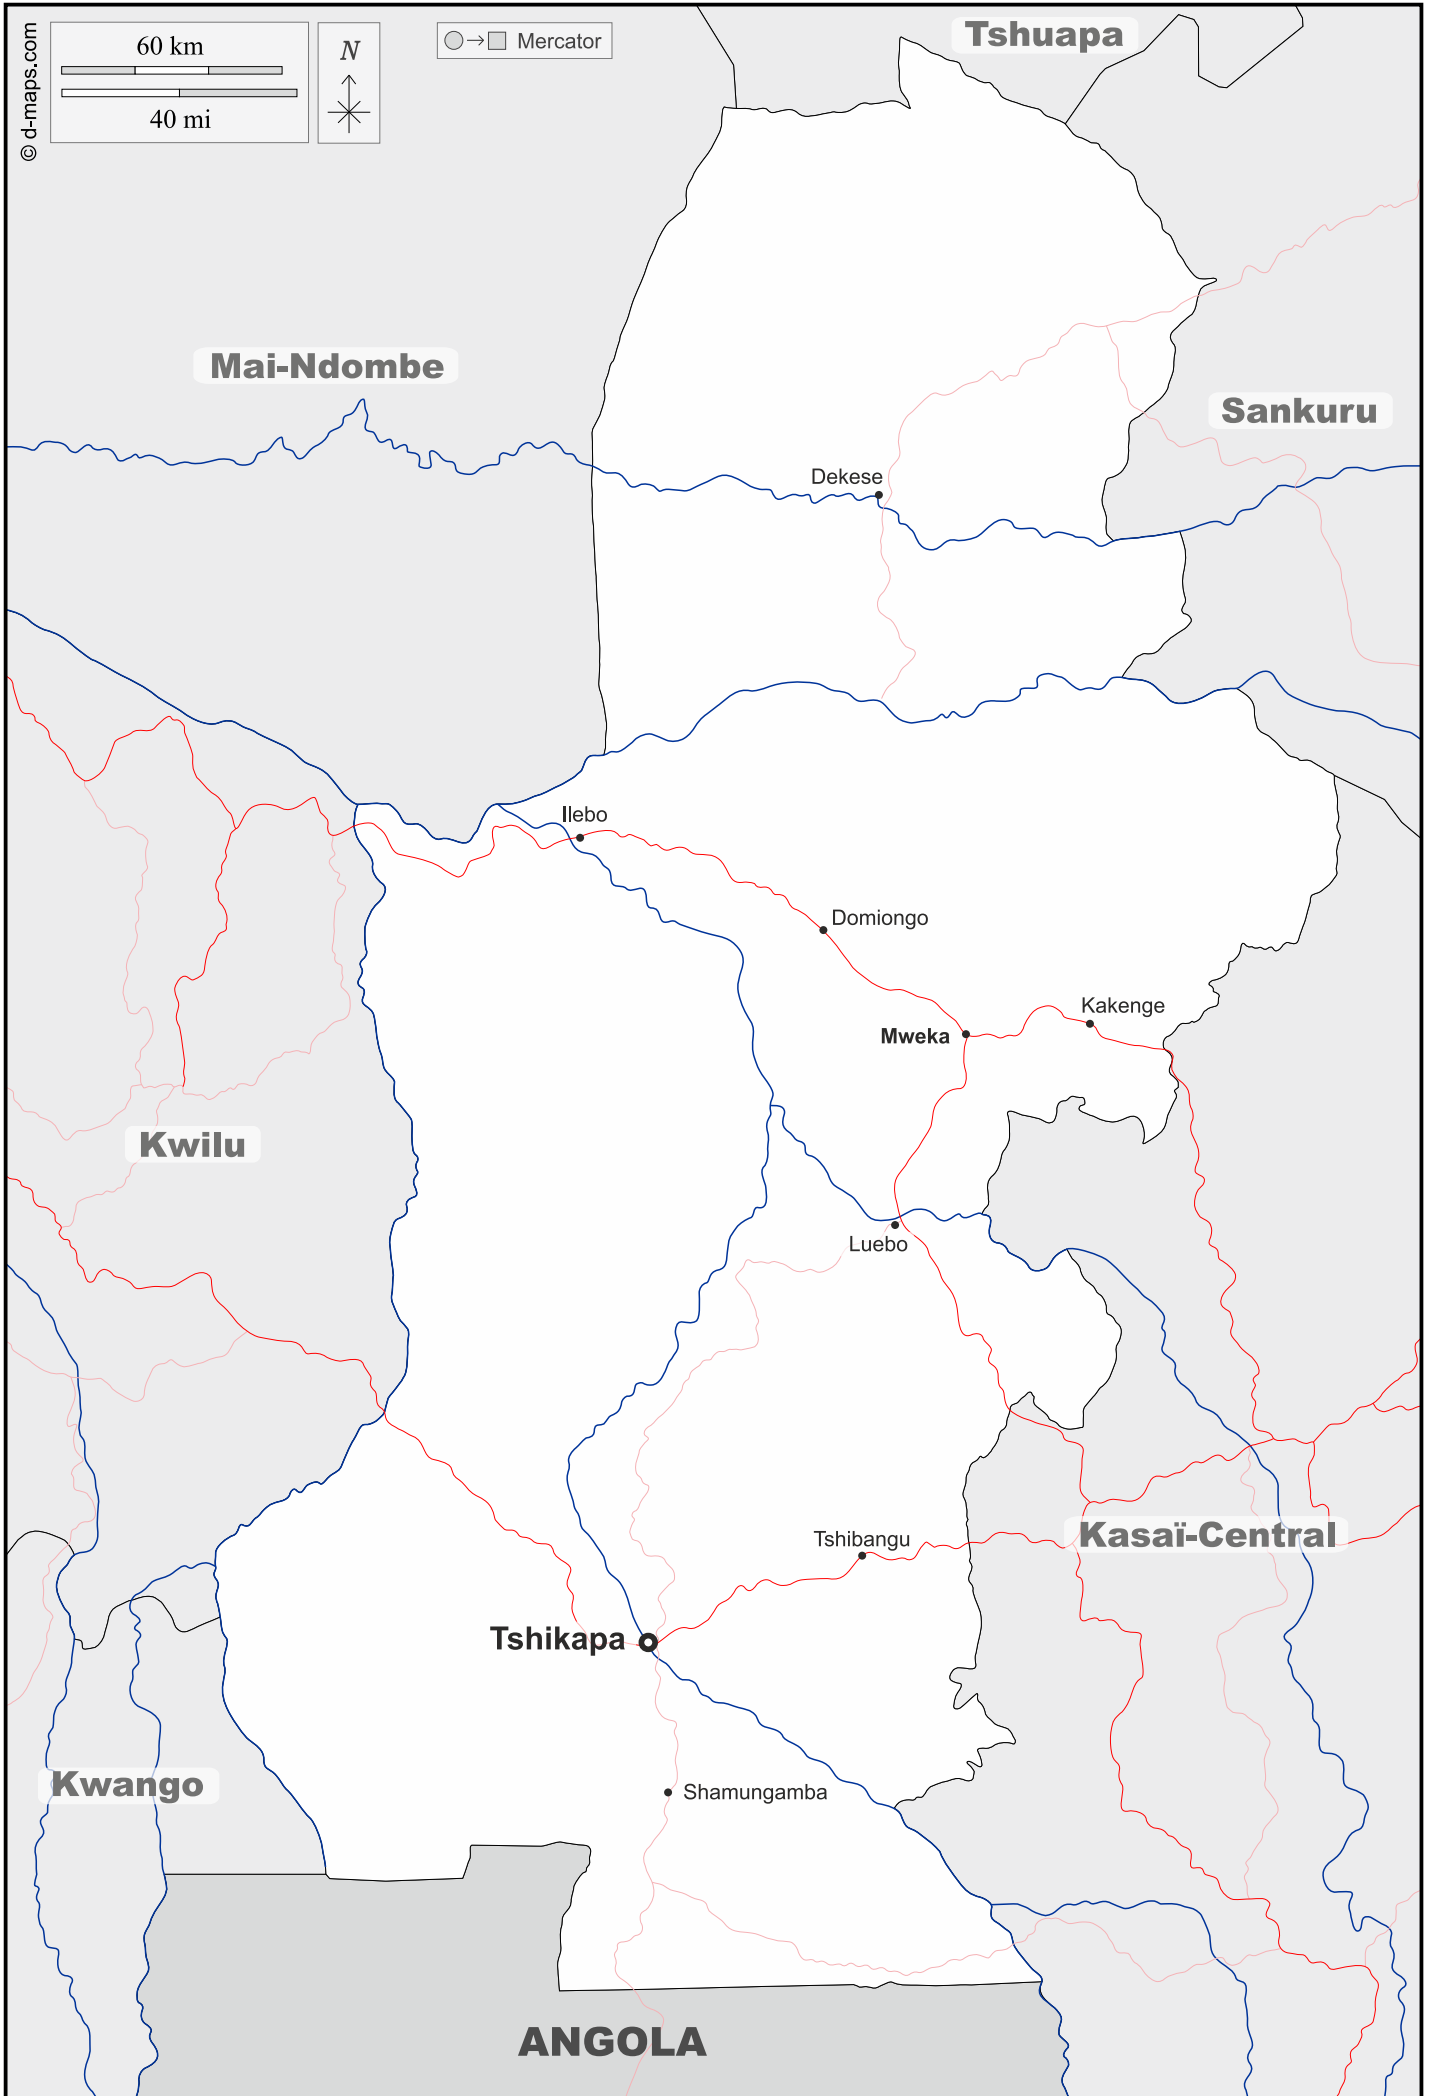 © d-maps.com
60 km
40 mi
N
Mercator
Tshuapa
Mai-Ndombe
Sankuru
Dekese
Ilebo
Domiongo
Kakenge
Mweka
Kwilu
Luebo
Tshibangu
Kasaï-Central
Tshikapa
Kwango
Shamungamba
ANGOLA